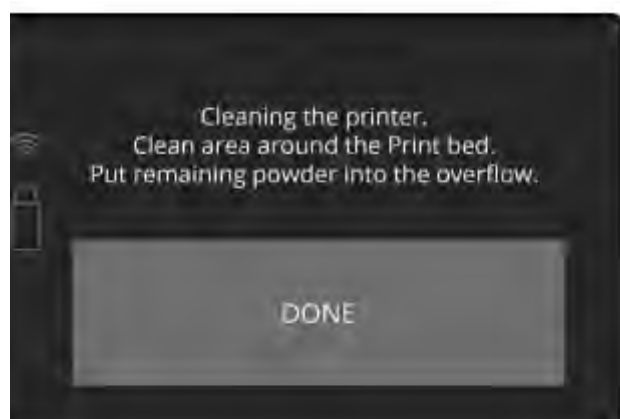 Cleaning the printer.
Clean area around the Print bed.
Put remaining powder into the overflow.
DONE